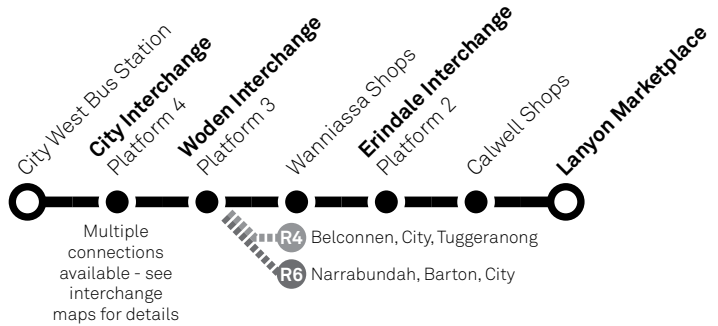 City West Bus Station
City Interchange
Platform 4
Woden Interchange
Platform 3
Wanniassa Shops
Erindale Interchange
Platform 2
Calwell Shops
Lanyon Marketplace
Multiple
connections
available - see
interchange
maps for details
R4 Belconnen, City, Tuggeranong
R6 Narrabundah, Barton, City